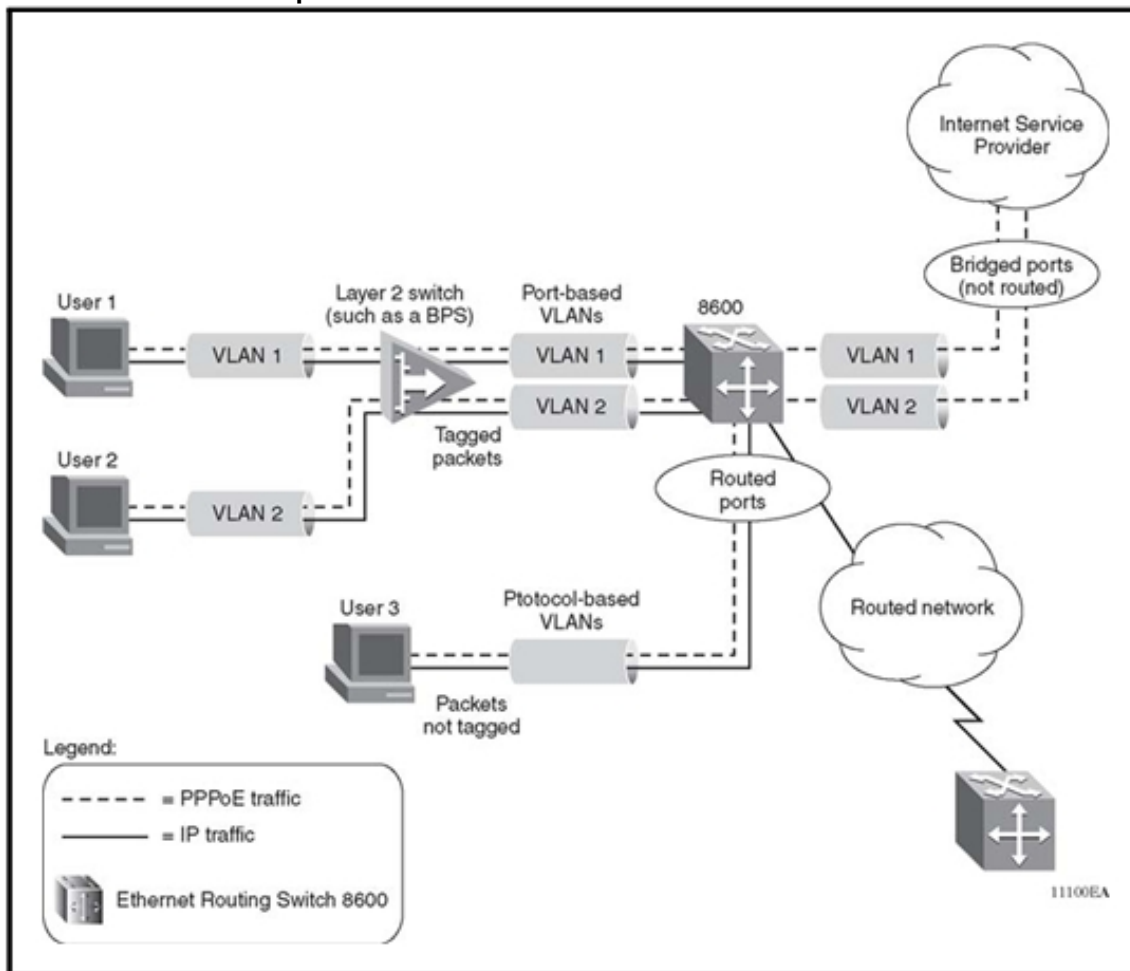 Internet Service
Provider
Bridged ports
(not routed)
User 1
Layer 2 switch
(such as a BPS)
Port-based
VLANs
8600
VLAN 1
VLAN 1
VLAN 1
VLAN 2
VLAN 2
Tagged
packets
User 2
VLAN 2
Routed
ports
User 3
Ptotocol-based
VLANs
Routed network
Packets
not tagged
Legend:
= PPPoE traffic
= IP traffic
Ethernet Routing Switch 8600
11100EA